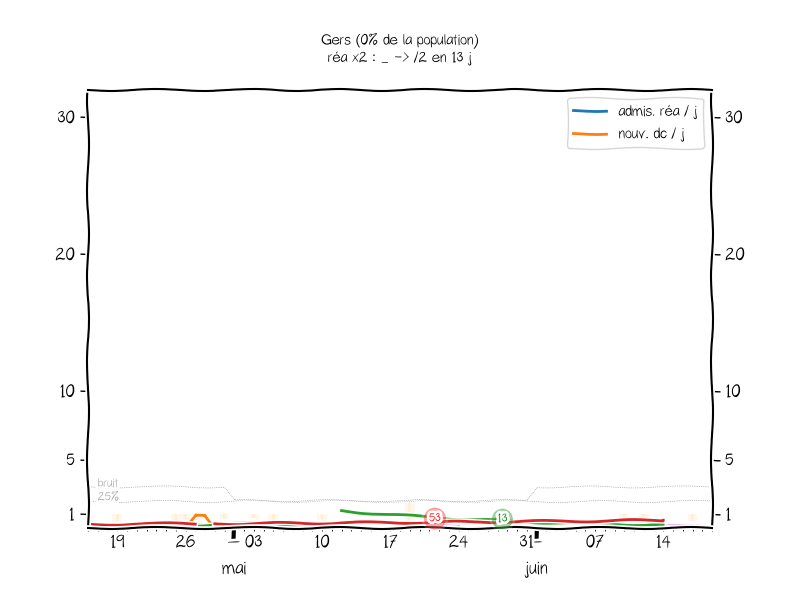 Gers (0% de la population)
réa x2 : _ -> /2 en 13 j
admis. réa / j
nouv. dc / j
30
30
20
20
10
10
5
5
bruit
25%
1
1
53
13
19 26 03 10 17 24 31 07 14
mai juin